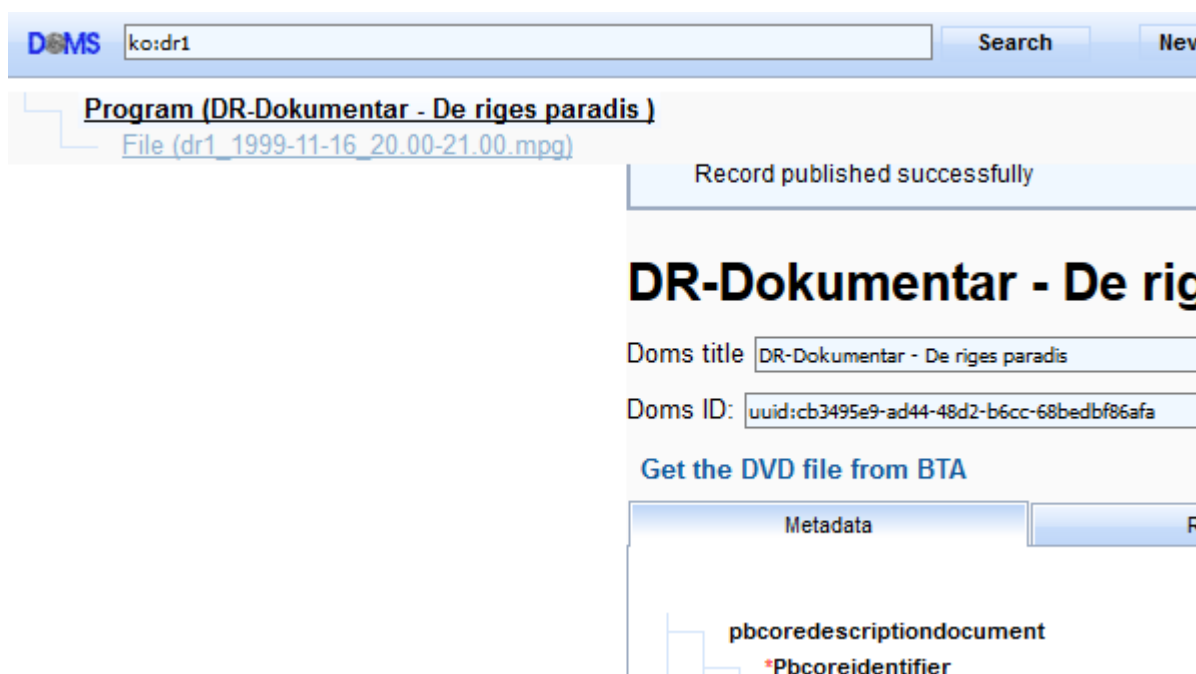 DOMS ko:dr1 Search
Program (DR-Dokumentar - De riges paradis )
File (dr1_1999-11-16_20.00-21.00.mpg)
Record published successfully
DR-Dokumentar - De rig
Doms title DR-Dokumentar - De riges paradis
Doms ID: uuid:cb3495e9-ad44-48d2-b6cc-68bedbf86afa
Get the DVD file from BTA
Metadata R
pbcoredescriptiondocument
*Pbcoreidentifier